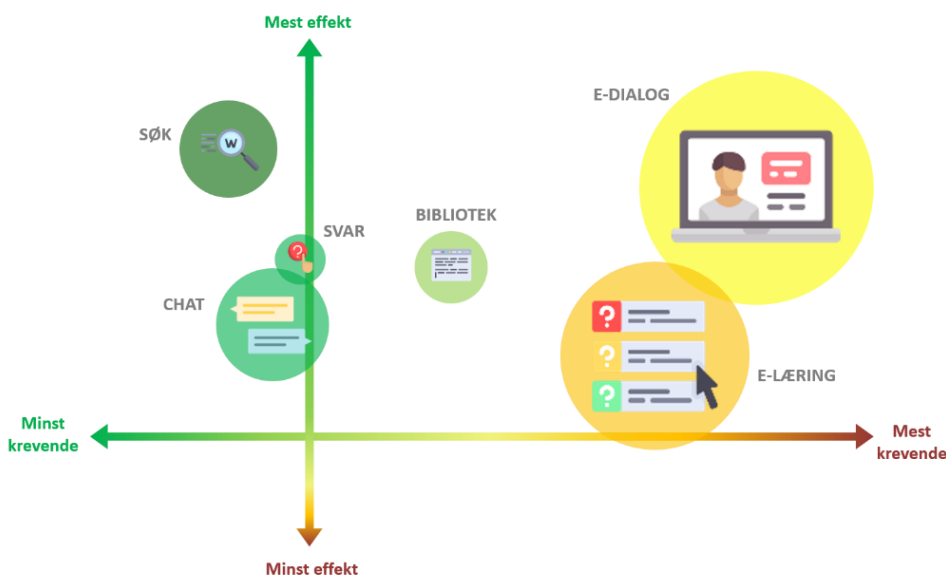 Mest effekt
E-DIALOG
SØK
W
SVAR
?
BIBLIOTEK
CHAT
?
?
?
E-LÆRING
Minst
krevende
Mest
krevende
Minst effekt